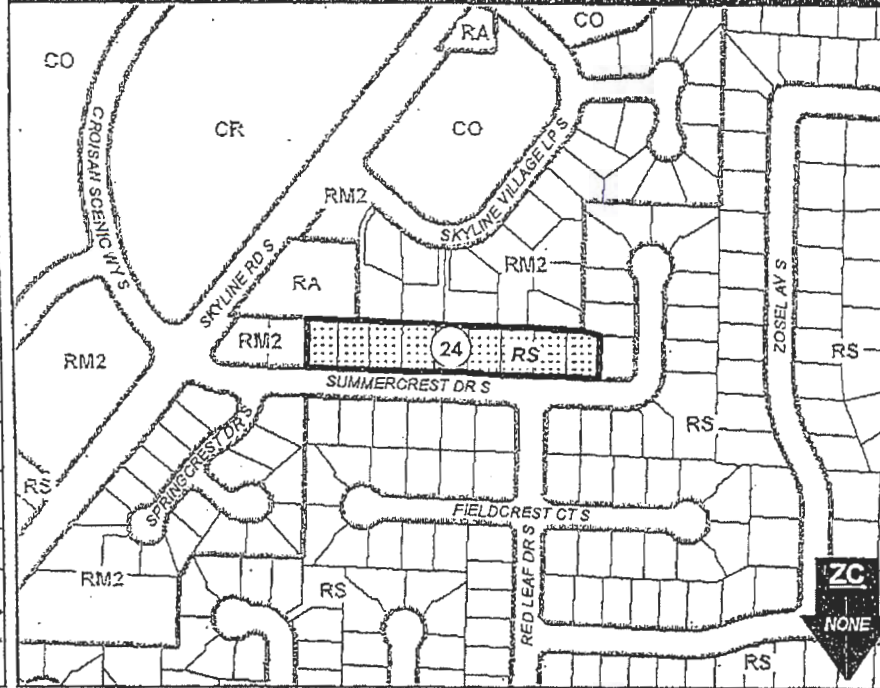 CO
RA
CO
CR
CO
CROISAN SCENIC WY S
SKYLINE VILLAGE LP S
RM2
SKYLINE RD S
RM2
RA
ZOSEL AV S
RM2
24
RS
RS
RM2
SUMMERCREST DR S
RS
SPRINGCREST DR S
RS
FIELDCREST CT S
RED LEAF DR S
RM2
RS
ZC
NONE
RS